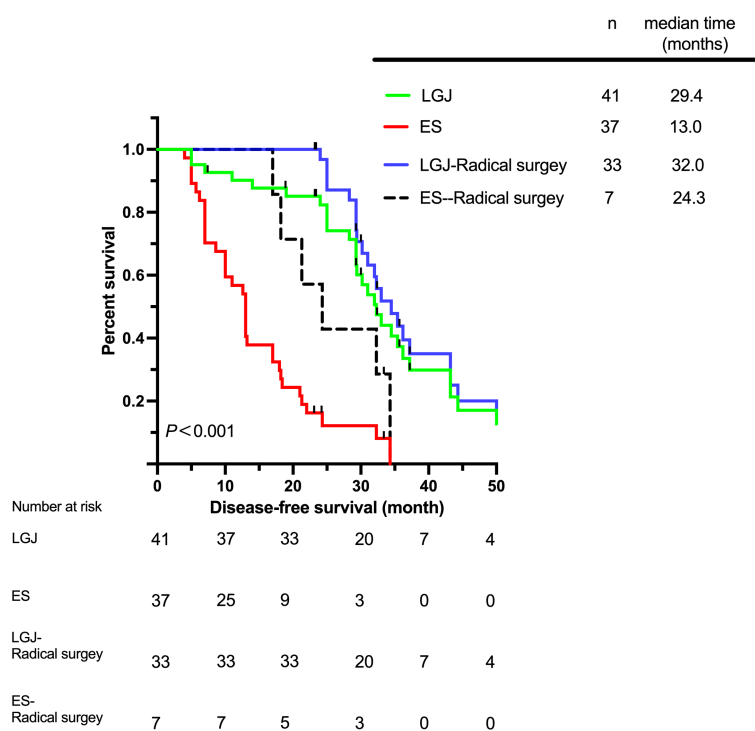 n median time
(months)
LGJ 41 29.4
ES 37 13.0
LGJ-Radical surgey 33 32.0
ES--Radical surgey 7 24.3
Percent survival
1.0
0.8
0.6
0.4
0.2
P<0.001
0 10 20 30 40 50
Disease-free survival (month)
Number at risk
LGJ 41 37 33 20 7 4
ES 37 25 9 3 0 0
LGJ-
Radical surgey 33 33 33 20 7 4
ES-
Radical surgey 7 7 5 3 0 0